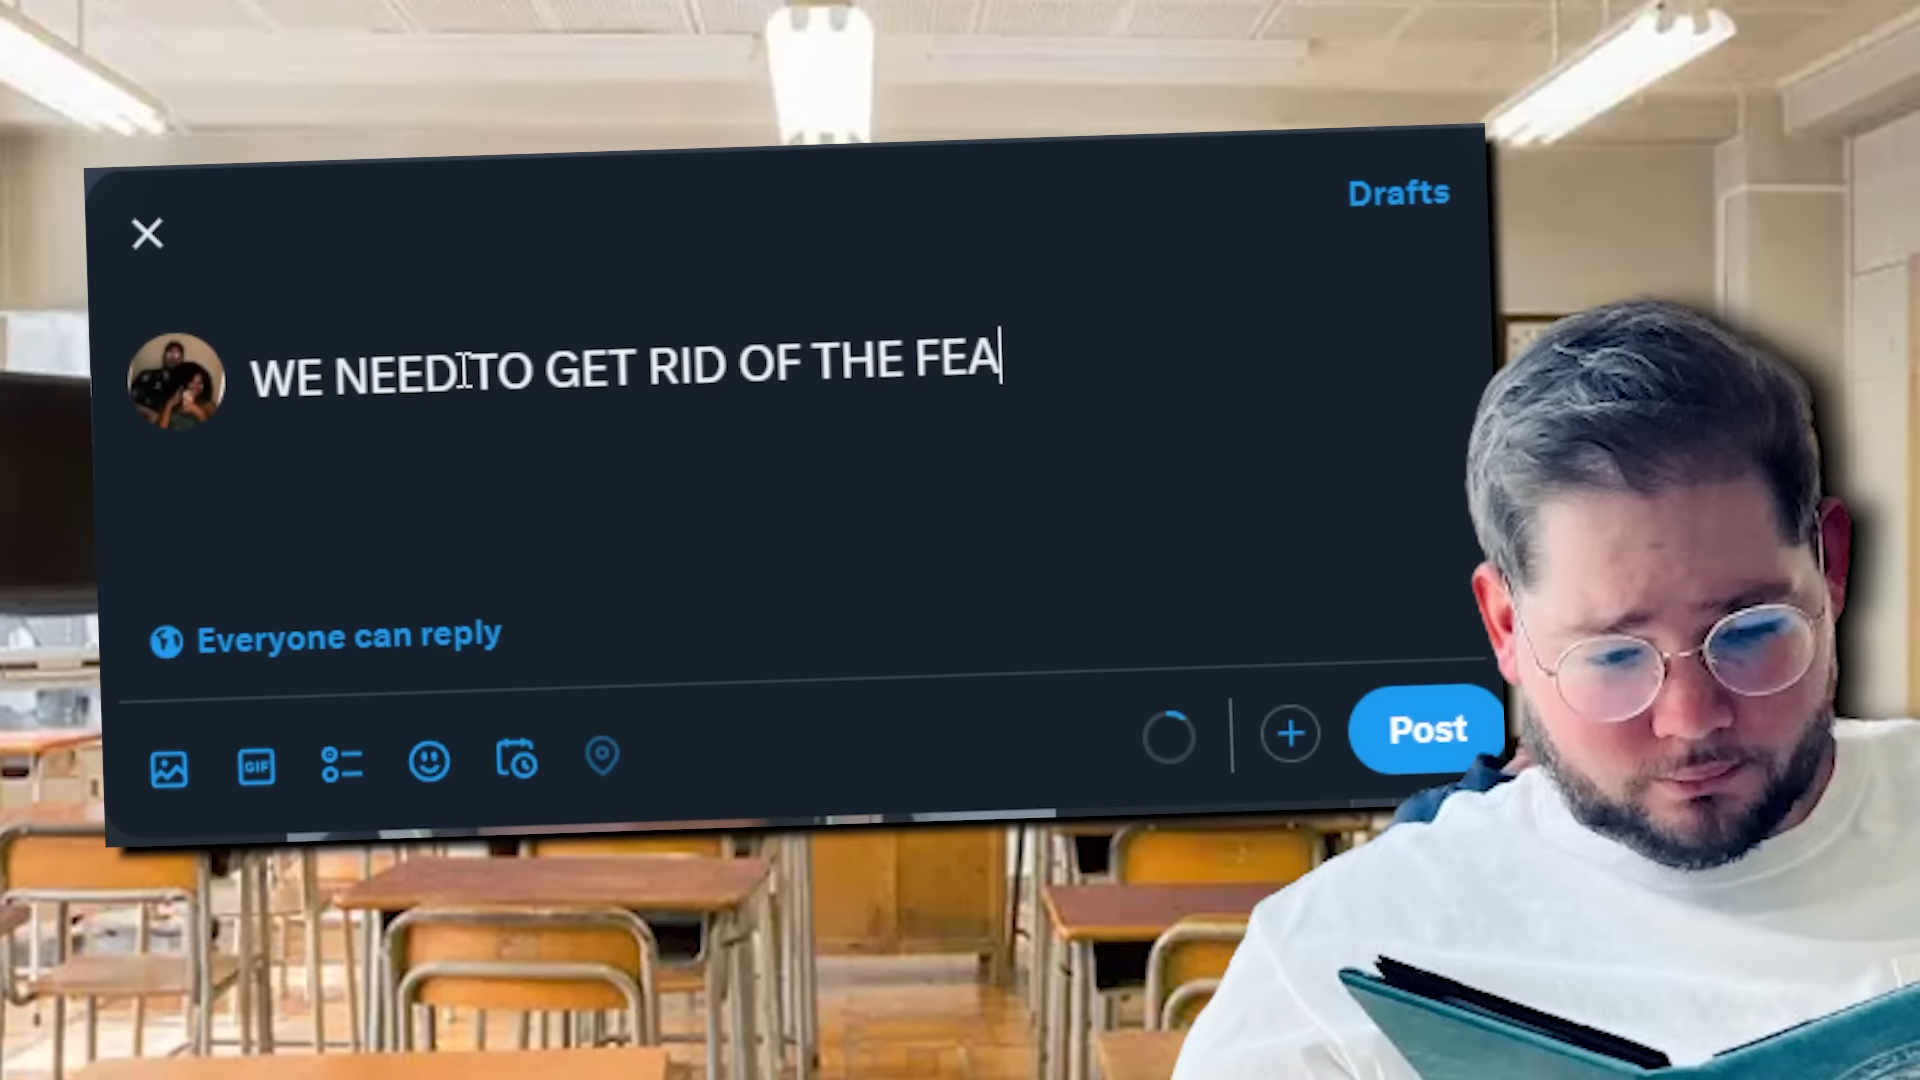 Drafts
WE NEED TO GET RID OF THE FEA
Everyone can reply
GIF
Post